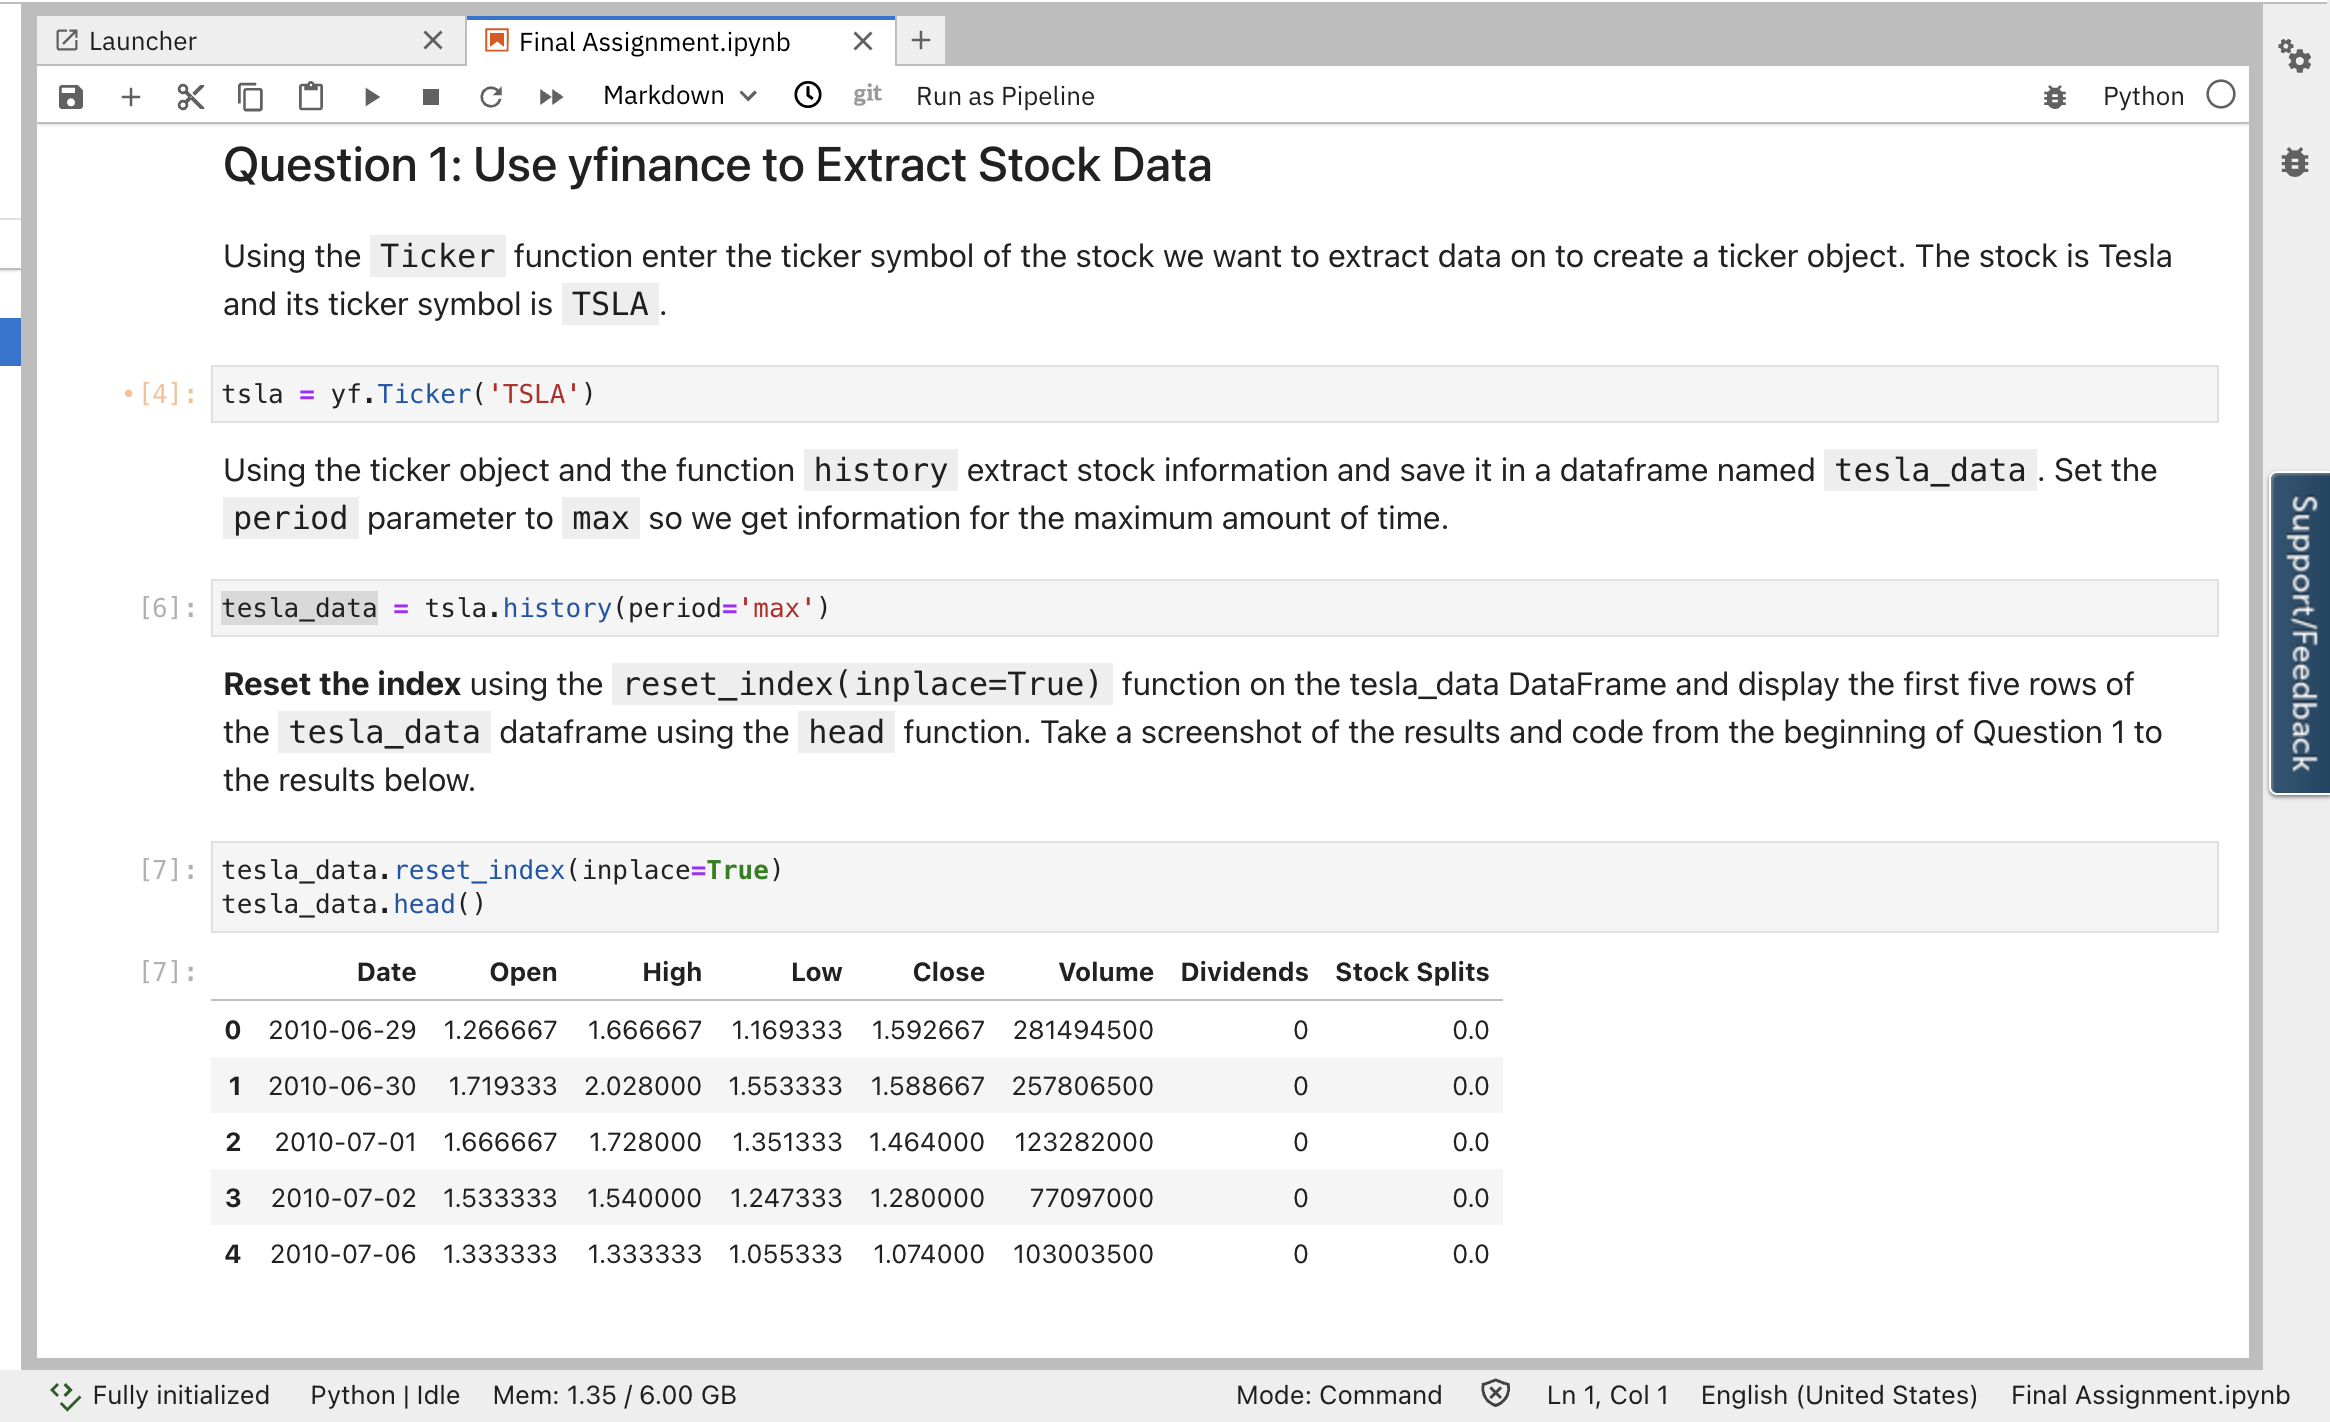 Launcher
Final Assignment.ipynb
Markdown
git
Run as Pipeline
Python
Question 1: Use yfinance to Extract Stock Data
Using the Ticker function enter the ticker symbol of the stock we want to extract data on to create a ticker object. The stock is Tesla
and its ticker symbol is TSLA .
•[4]: tsla = yf.Ticker('TSLA')
Using the ticker object and the function history extract stock information and save it in a dataframe named tesla_data . Set the
period parameter to max so we get information for the maximum amount of time.
[6]: tesla_data = tsla.history(period='max')
Reset the index using the reset_index(inplace=True) function on the tesla_data DataFrame and display the first five rows of
the tesla_data dataframe using the head function. Take a screenshot of the results and code from the beginning of Question 1 to
the results below.
[7]: tesla_data.reset_index(inplace=True)
tesla_data.head()
[7]: Date Open High Low Close Volume Dividends Stock Splits
0 2010-06-29 1.266667 1.666667 1.169333 1.592667 281494500 0 0.0
1 2010-06-30 1.719333 2.028000 1.553333 1.588667 257806500 0 0.0
2 2010-07-01 1.666667 1.728000 1.351333 1.464000 123282000 0 0.0
3 2010-07-02 1.533333 1.540000 1.247333 1.280000 77097000 0 0.0
4 2010-07-06 1.333333 1.333333 1.055333 1.074000 103003500 0 0.0
Support/Feedback
Fully initialized
Python | Idle
Mem: 1.35 / 6.00 GB
Mode: Command
Ln 1, Col 1
English (United States)
Final Assignment.ipynb